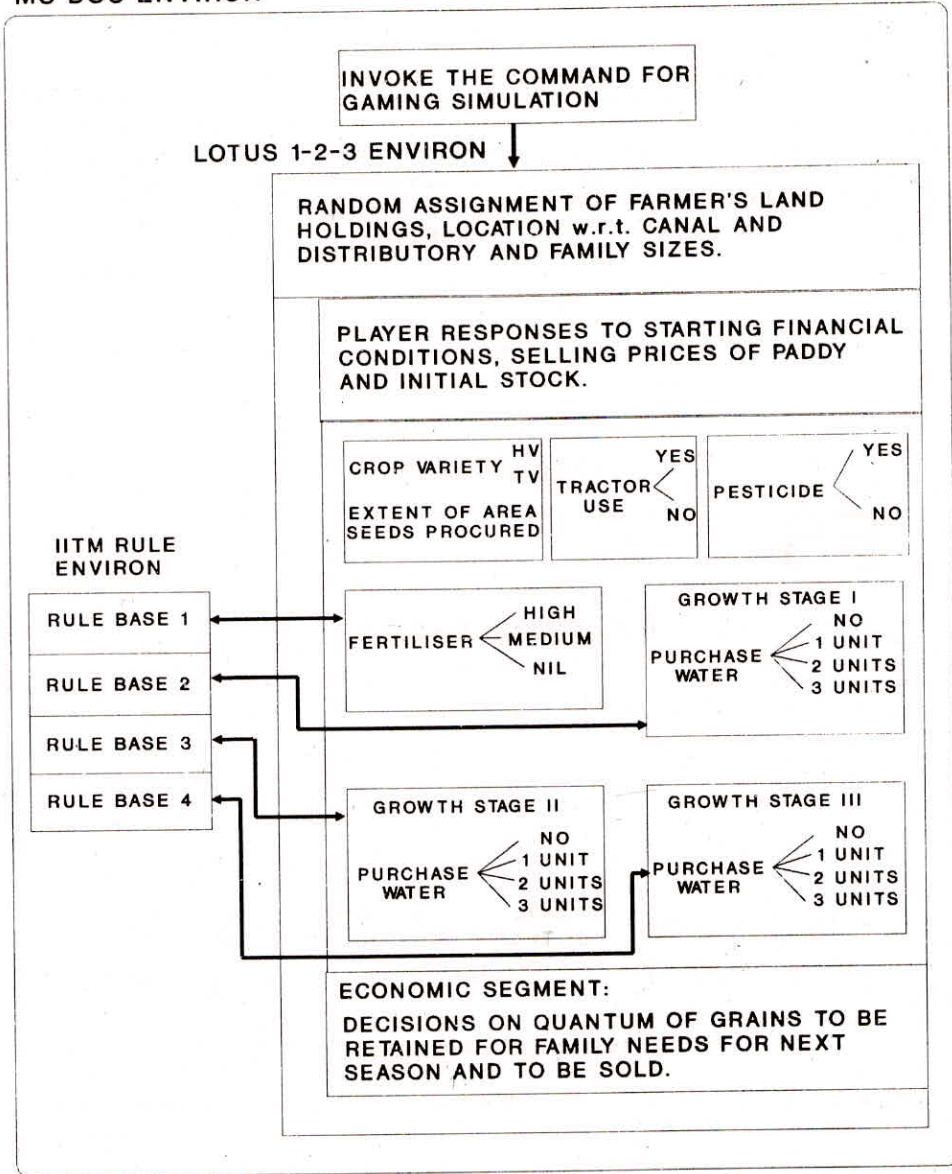 INVOKE THE COMMAND FOR
GAMING SIMULATION
LOTUS 1-2-3 ENVIRON
RANDOM ASSIGNMENT OF FARMER'S LAND
HOLDINGS, LOCATION w.r.t. CANAL AND
DISTRIBUTORY AND FAMILY SIZES.
PLAYER RESPONSES TO STARTING FINANCIAL
CONDITIONS, SELLING PRICES OF PADDY
AND INITIAL STOCK.
CROP VARIETY HV
TV
EXTENT OF AREA
SEEDS PROCURED
YES
TRACTOR
USE
NO
YES
PESTICIDE
NO
IITM RULE
ENVIRON
RULE BASE 1
RULE BASE 2
RULE BASE 3
RULE BASE 4
HIGH
FERTILISER MEDIUM
NIL
GROWTH STAGE I
NO
1 UNIT
PURCHASE
WATER
2 UNITS
3 UNITS
GROWTH STAGE II
NO
1 UNIT
PURCHASE
WATER
2 UNITS
3 UNITS
GROWTH STAGE III
NO
1 UNIT
PURCHASE
WATER
2 UNITS
3 UNITS
ECONOMIC SEGMENT:
DECISIONS ON QUANTUM OF GRAINS TO BE
RETAINED FOR FAMILY NEEDS FOR NEXT
SEASON AND TO BE SOLD.